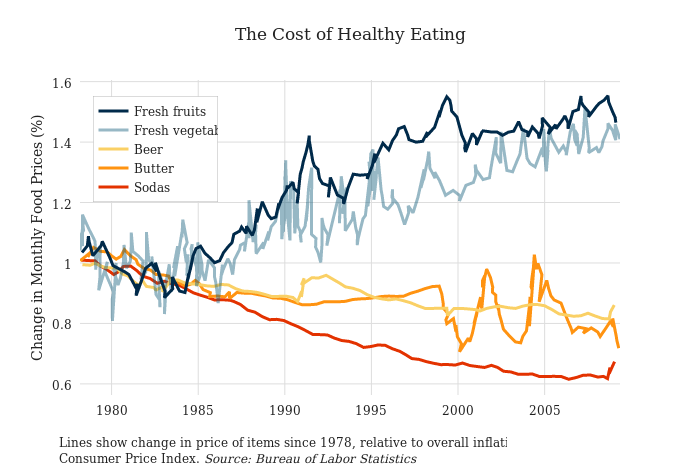 The Cost of Healthy Eating
Change in Monthly Food Prices (%)
1.6
1.4
1.2
1
0.8
0.6
Fresh fruits
Fresh vegetab
Beer
Butter
Sodas
1980
1985
1990
1995
2000
2005
Lines show change in price of items since 1978, relative to overall inflati
Consumer Price Index. Source: Bureau of Labor Statistics